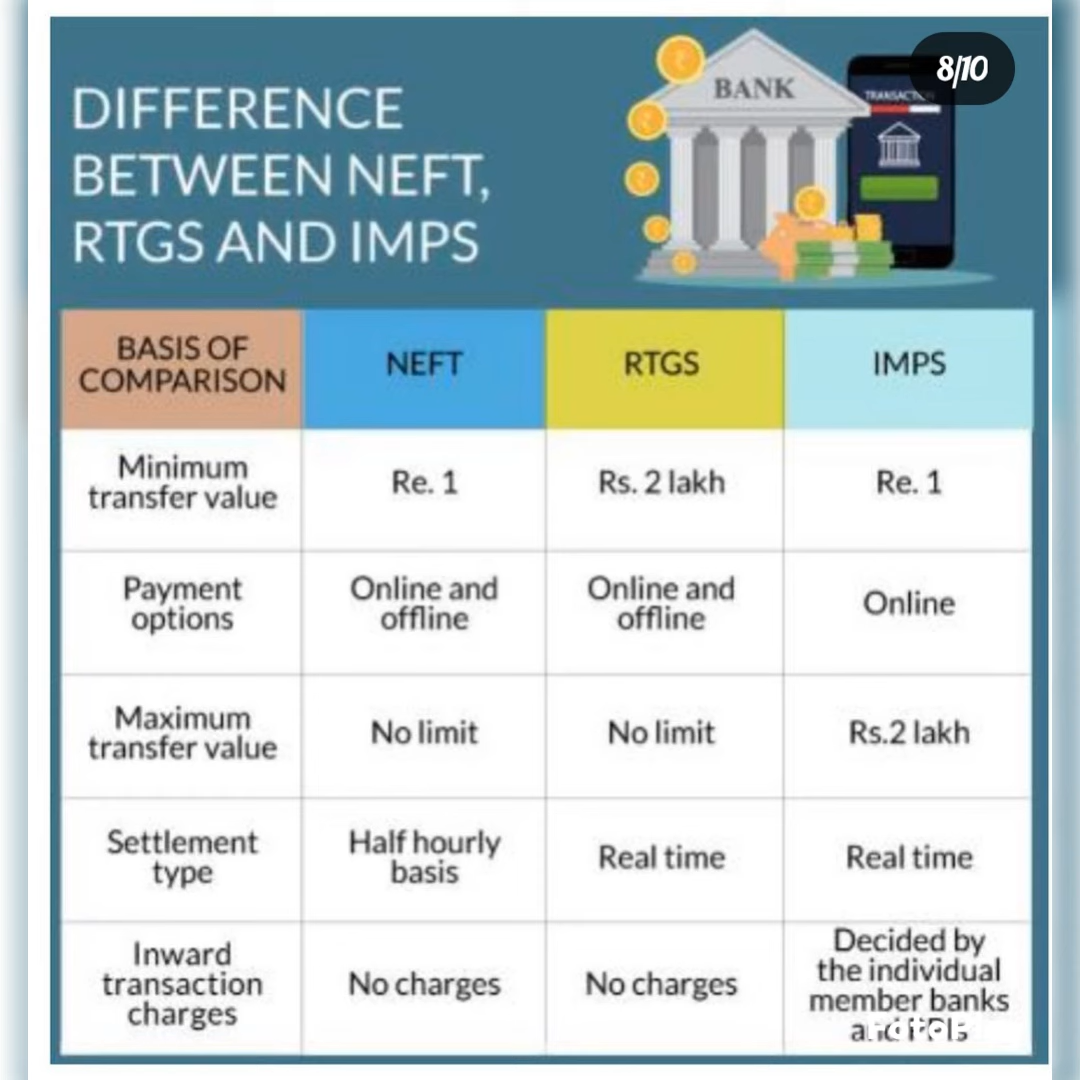 8/10
BANK
DIFFERENCE
BETWEEN NEFT,
RTGS AND IMPS
BASIS OF
COMPARISON
NEFT
RTGS
IMPS
Minimum
transfer value
Re. 1
Rs. 2 lakh
Re. 1
Payment
options
Online and
offline
Online and
offline
Online
Maximum
transfer value
No limit
No limit
Rs.2 lakh
Settlement
type
Half hourly
basis
Real time
Real time
Inward
transaction
charges
No charges
No charges
Decided by
the individual
member banks